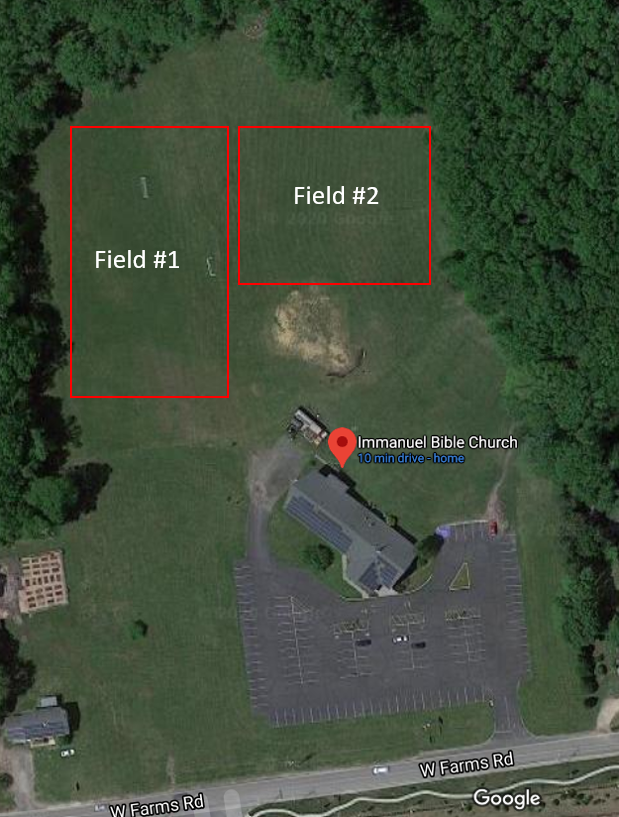 Field #2
Field #1
Immanuel Bible Church
10 min drive - home
W Farms Rd
W Farms Rd
Google